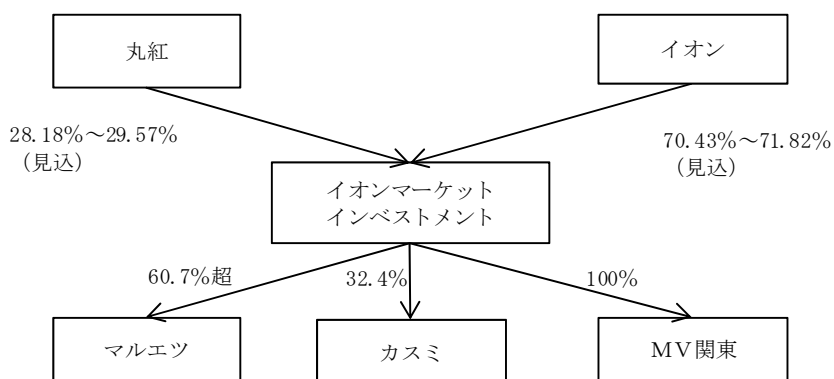 丸紅
イオン
28.18%～29.57%
(見込)
70.43%～71.82%
(見込)
イオンマーケット
インベストメント
60.7%超
32.4%
100%
マルエツ
カスミ
MV関東